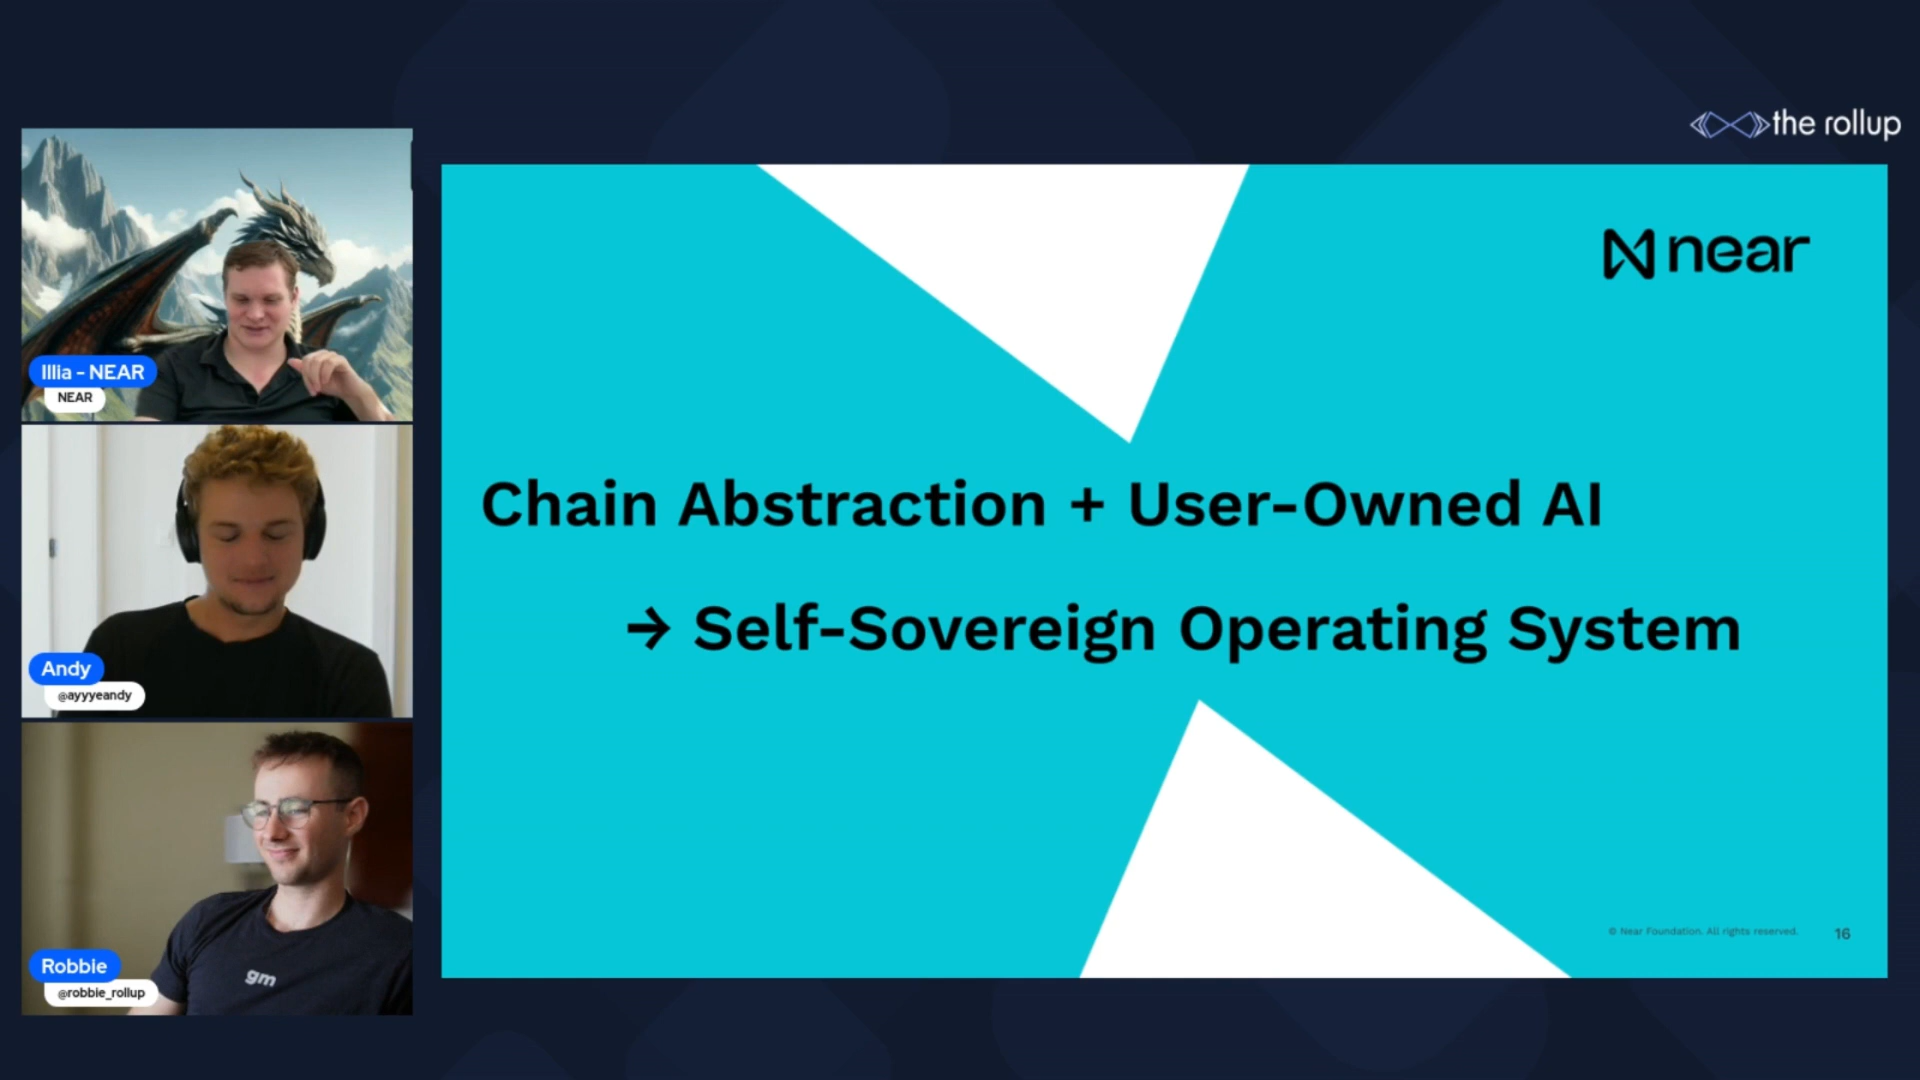 the rollup
near
Chain Abstraction + User-Owned AI
→ Self-Sovereign Operating System
© Near Foundation. All rights reserved.
16
Illia - NEAR
NEAR
Andy
@ayyyeandy
gm
Robbie
@robbie_rollup